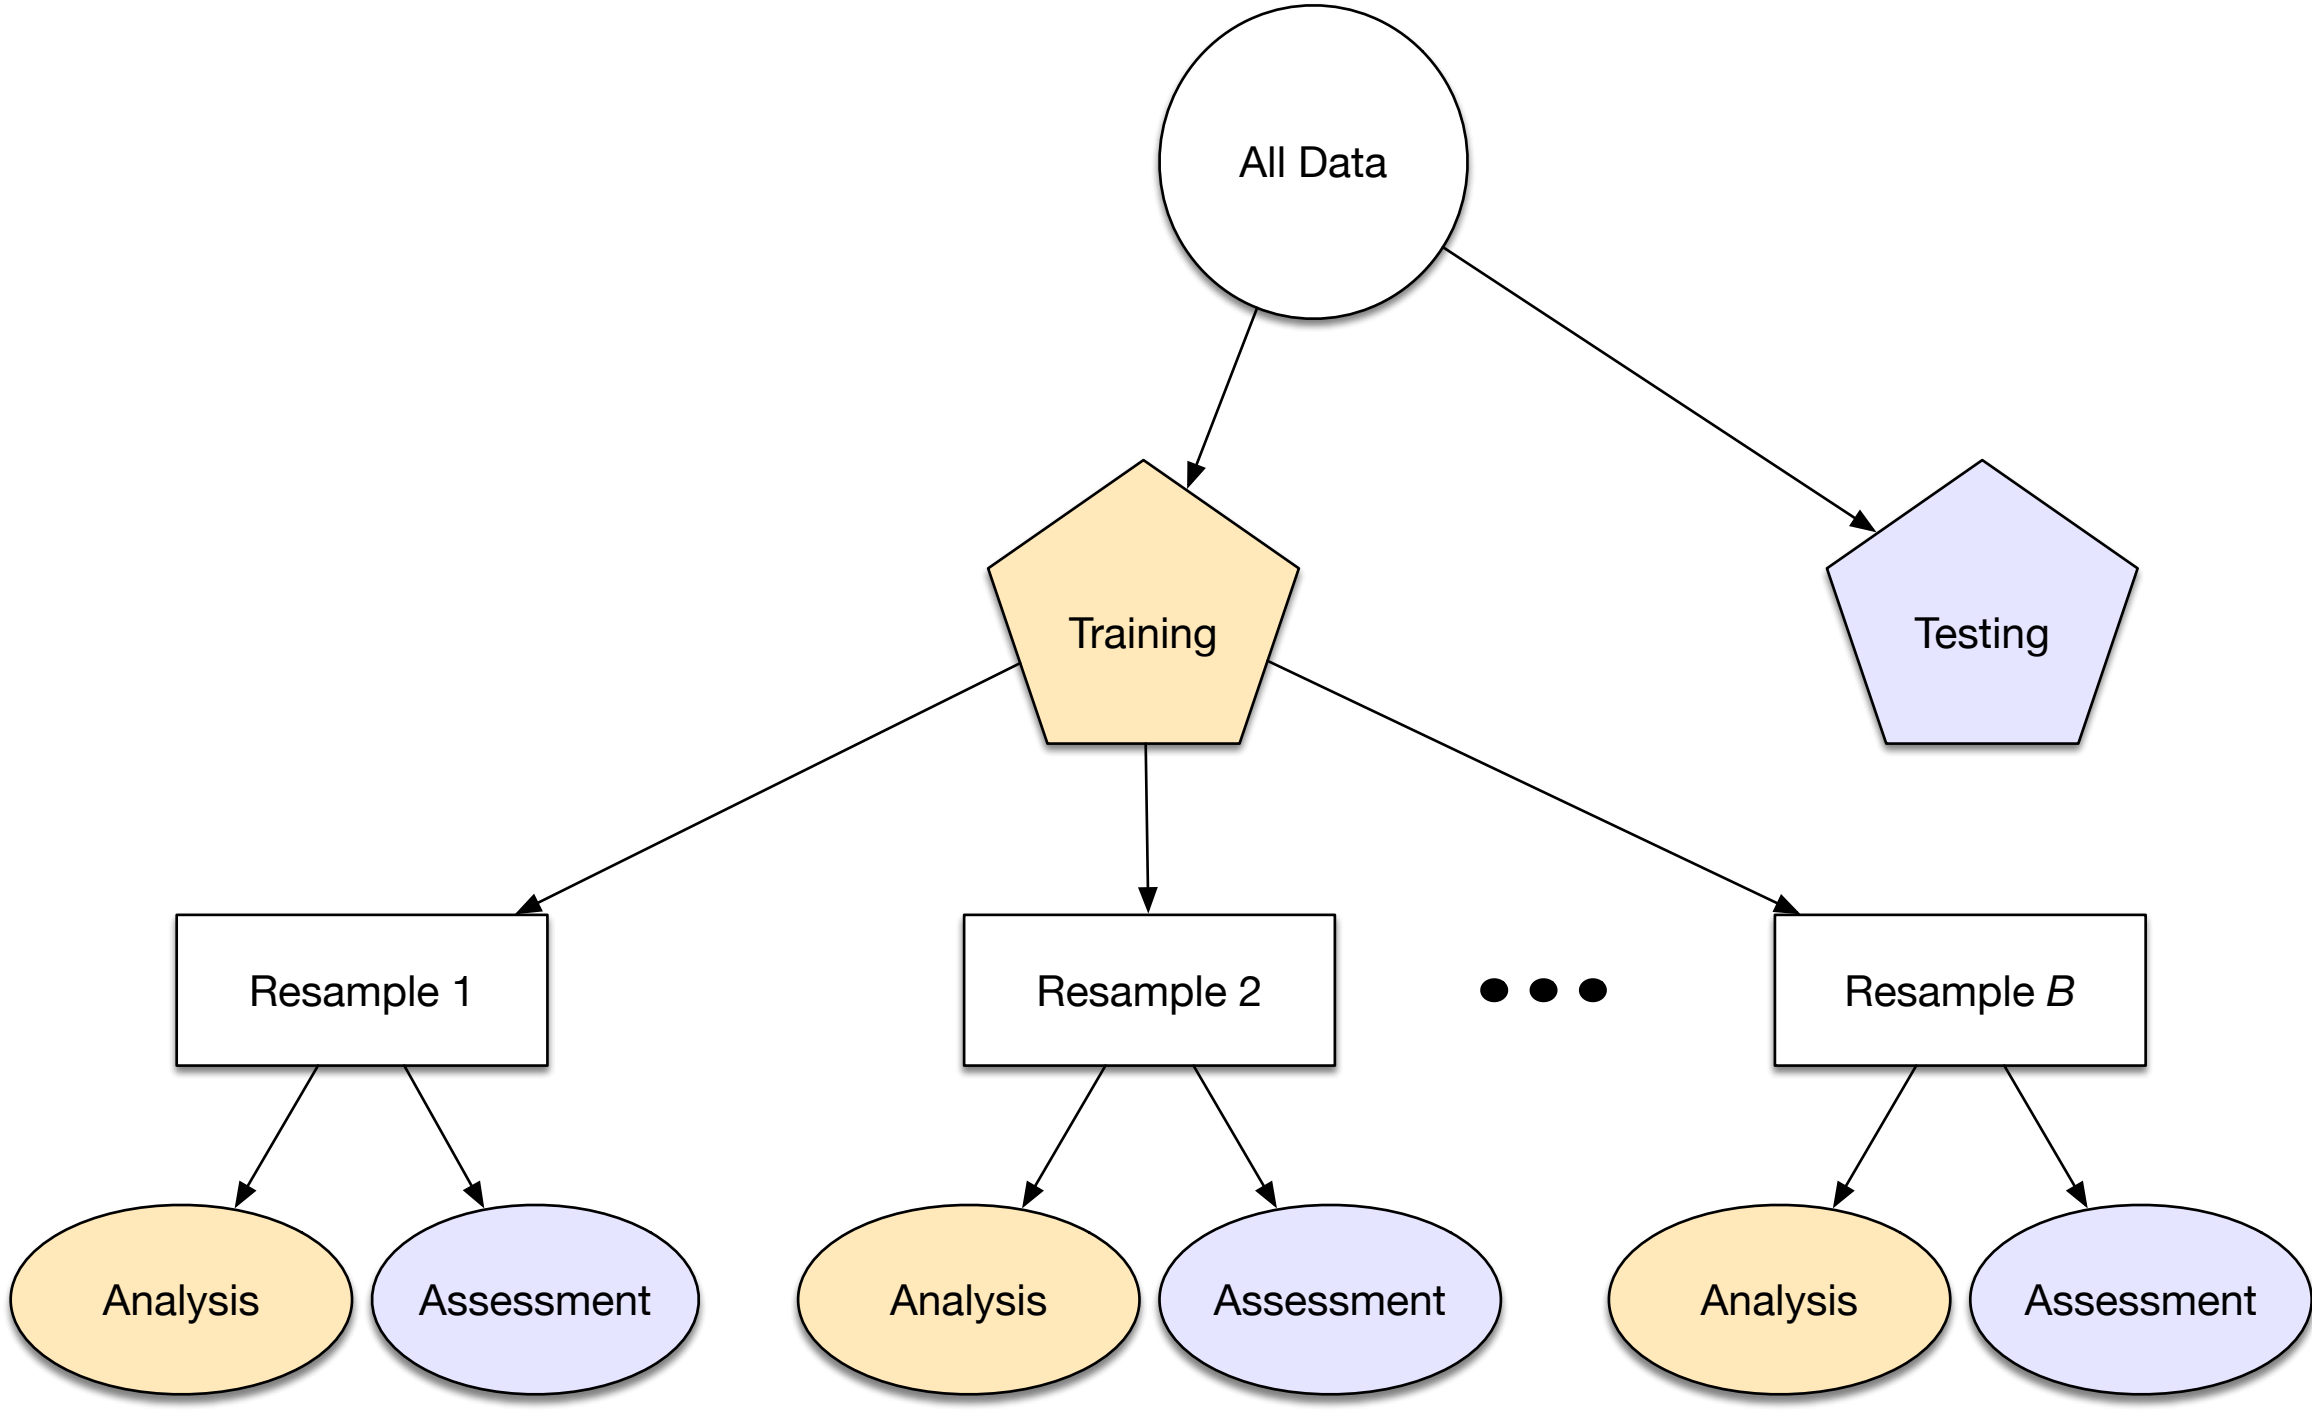 All Data
Training
Testing
Resample 1
Resample 2
Resample B
Analysis
Assessment
Analysis
Assessment
Analysis
Assessment